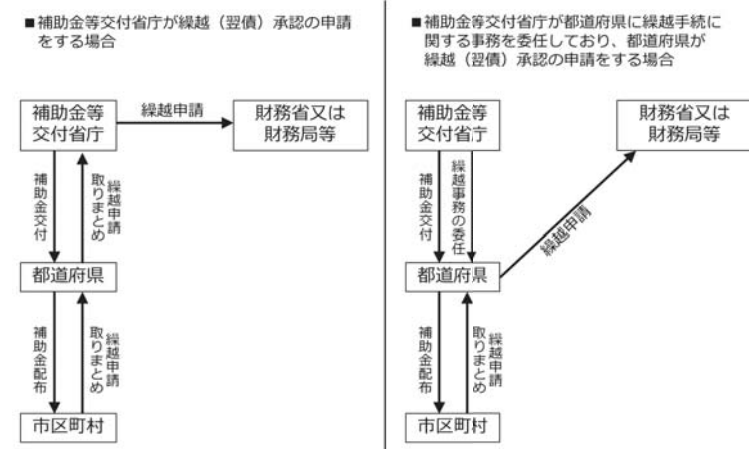 ■補助金等交付省庁が繰越（翌債）承認の申請
をする場合
補助金等
交付省庁
繰越申請
財務省又は
財務局等
補助金交付
繰越申請
取りまとめ
都道府県
補助金配布
繰越申請
取りまとめ
市区町村
■補助金等交付省庁が都道府県に繰越手続に
関する事務を委任しており、都道府県が
繰越（翌債）承認の申請をする場合
補助金等
交付省庁
財務省又は
財務局等
補助金交付
繰越事務の委任
繰越申請
都道府県
補助金配布
繰越申請
取りまとめ
市区町村